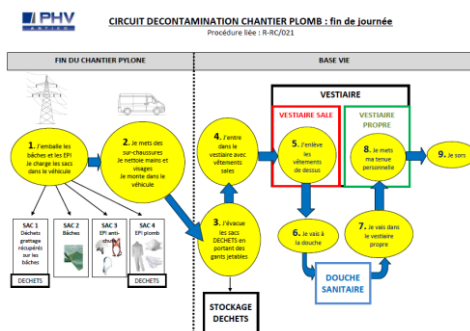 PHV
ANTICO
CIRCUIT DECONTAMINATION CHANTIER PLOMB : fin de journée
Procédure liée : R-RC/021
FIN DU CHANTIER PYLONE
BASE VIE
1. J'emballe les
bâches et les EPI
Je charge les sacs
dans le véhicule
2. Je mets des
sur-chaussures
Je nettoie mains et
visages
Je monte dans le
véhicule
SAC 1
Déchets
grattage
récupérés
sur les
bâches
DECHETS
SAC 2
Bâches
SAC 3
EPI anti-
chute
SAC 4
EPI plomb
DECHETS
3. J'évacue
les sacs
DECHETS en
portant des
gants jetables
STOCKAGE
DECHETS
4. J'entre
dans le
vestiaire avec
vêtements
sales
VESTIAIRE
VESTIAIRE SALE
5. J'enlève
les
vêtements
de dessus
6. Je vais à
la douche
DOUCHE
SANITAIRE
7. Je vais dans
le vestiaire
propre
VESTIAIRE
PROPRE
8. Je mets
ma tenue
personnelle
9. Je sors